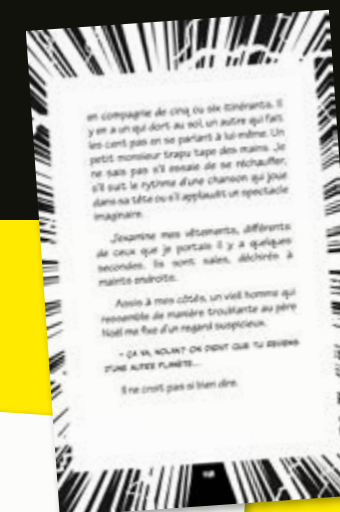 en compagnie de cinq ou six itinérants. Il
y en a un qui dort au sol, un autre qui fait
les cent pas en se parlant à lui-même. Un
petit monsieur trapu tape des mains. Je
ne sais pas s'il essaie de se réchauffer,
s'il suit le rythme d'une chanson qui joue
dans sa tête ou s'il applaudit un spectacle
imaginaire.
J'examine mes vêtements, différents
de ceux que je portais il y a quelques
secondes. Ils sont sales, déchirés à
maints endroits.
Assis à mes côtés, un vieil homme qui
ressemble de manière troublante au père
Noël me fixe d'un regard suspicieux.
– ÇA VA, NOLAN? ON DIRAIT QUE TU REVIENS
D'UNE AUTRE PLANÈTE...
Il ne croit pas si bien dire.